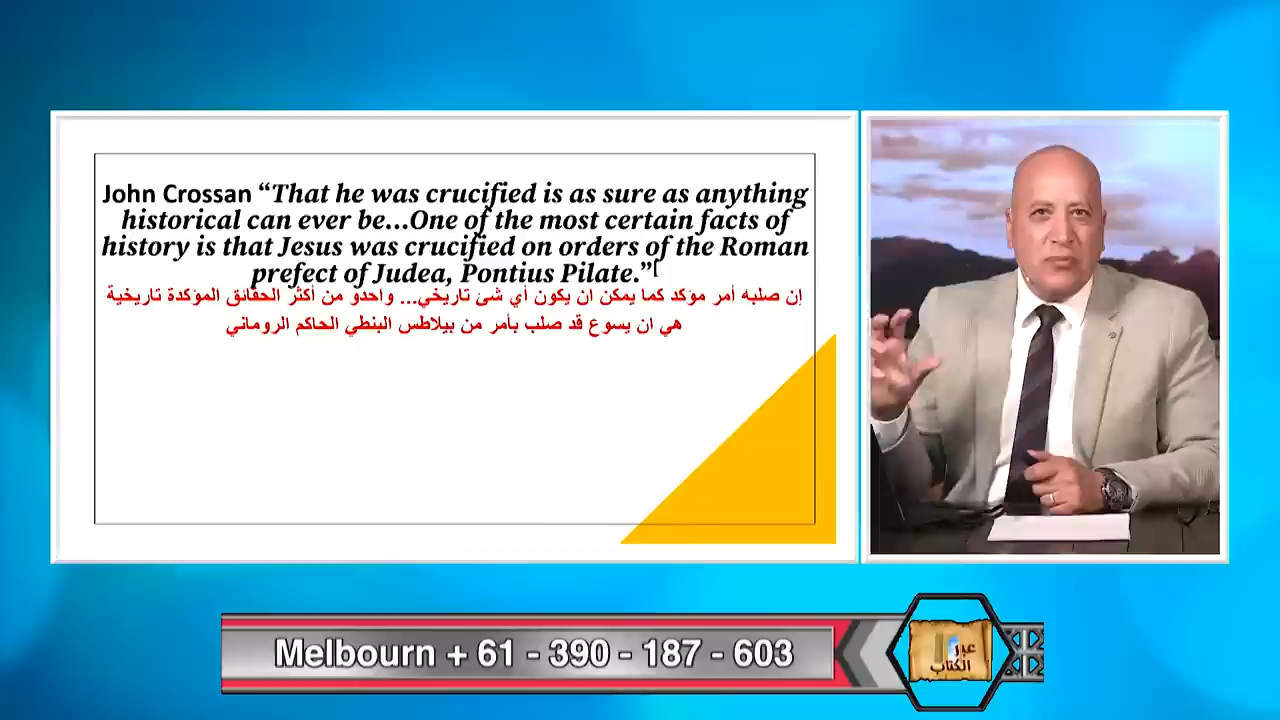 John Crossan “That he was crucified is as sure as anything
historical can ever be...One of the most certain facts of
history is that Jesus was crucified on orders of the Roman
prefect of Judea, Pontius Pilate.”[
إن صلبه أمر مؤكد كما يمكن ان يكون أي شئ تاريخي... واحدو من أكثر الحقائق المؤكدة تاريخية
هي ان يسوع قد صلب بأمر من بيلاطس البنطي الحاكم الروماني
Melbourn + 61 - 390 - 187 - 603
عبر
الكتاب